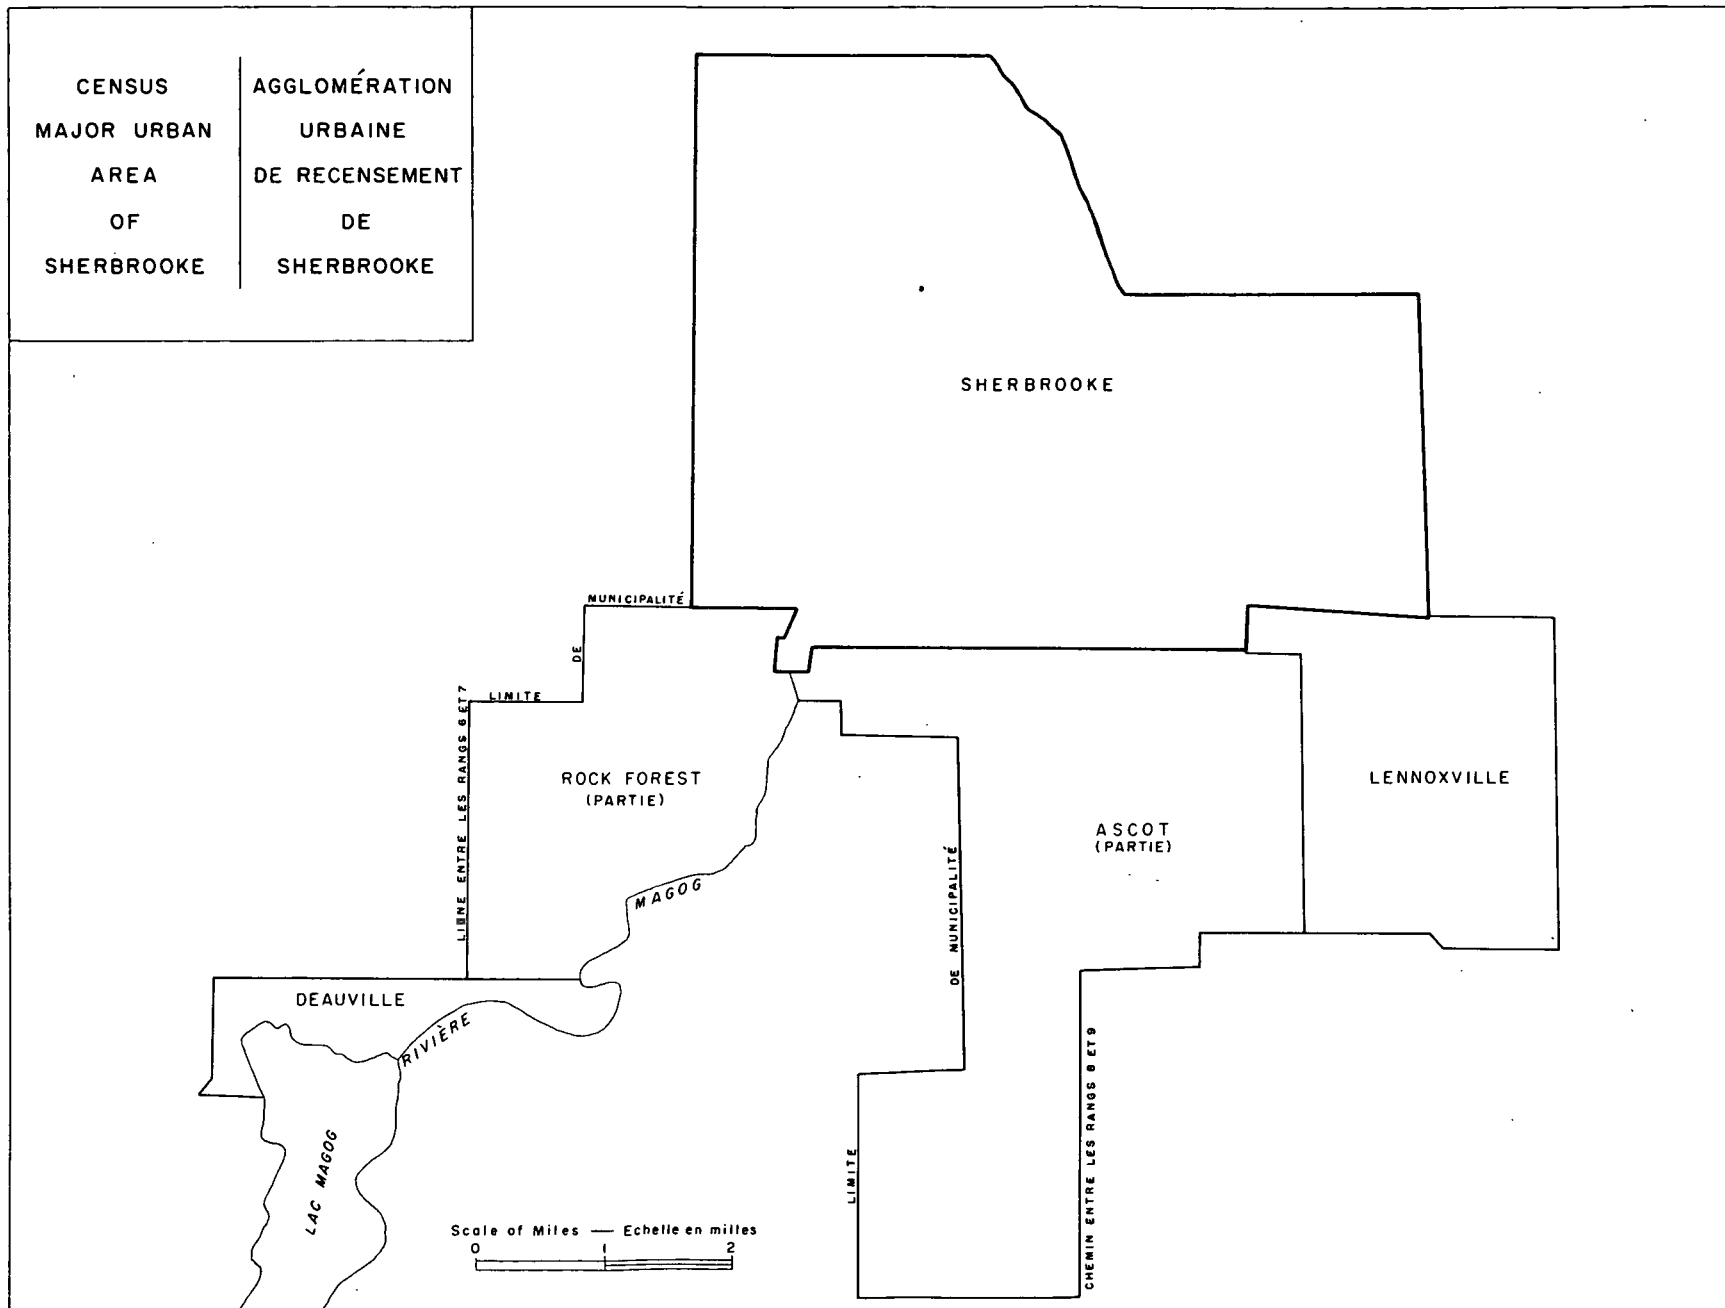 CENSUS
MAJOR URBAN
AREA
OF
SHERBROOKE
AGGLOMÉRATION
URBAINE
DE RECENSEMENT
DE
SHERBROOKE
SHERBROOKE
MUNICIPALITÉ
DE
LIMITE
LIGNE ENTRE LES RANGS 6 ET 7
ROCK FOREST
(PARTIE)
LENNOXVILLE
ASCOT
(PARTIE)
MAGOG
DE MUNICIPALITÉ
DEAUVILLE
RIVIÈRE
LAC MAGOG
LIMITE
CHEMIN ENTRE LES RANGS 8 ET 9
Scale of Miles — Echelle en milles
0 1 2